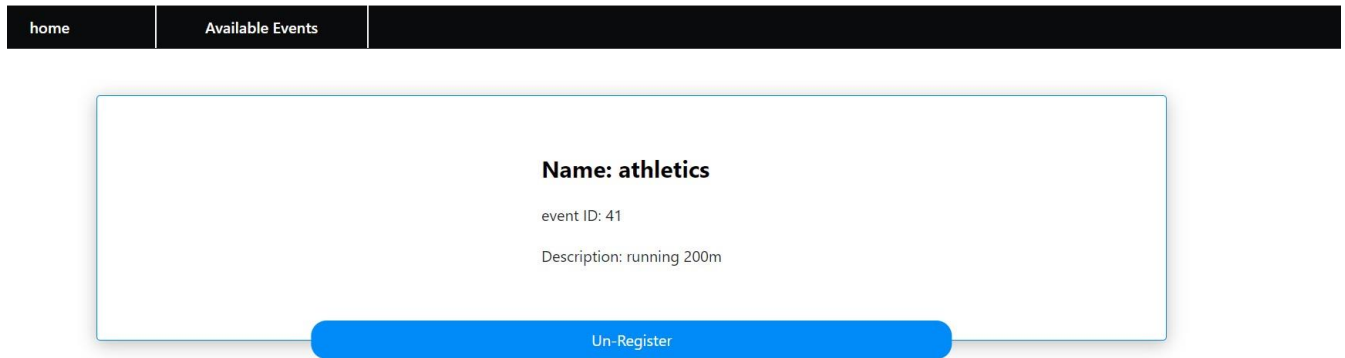 home Available Events
Name: athletics
event ID: 41
Description: running 200m
Un-Register